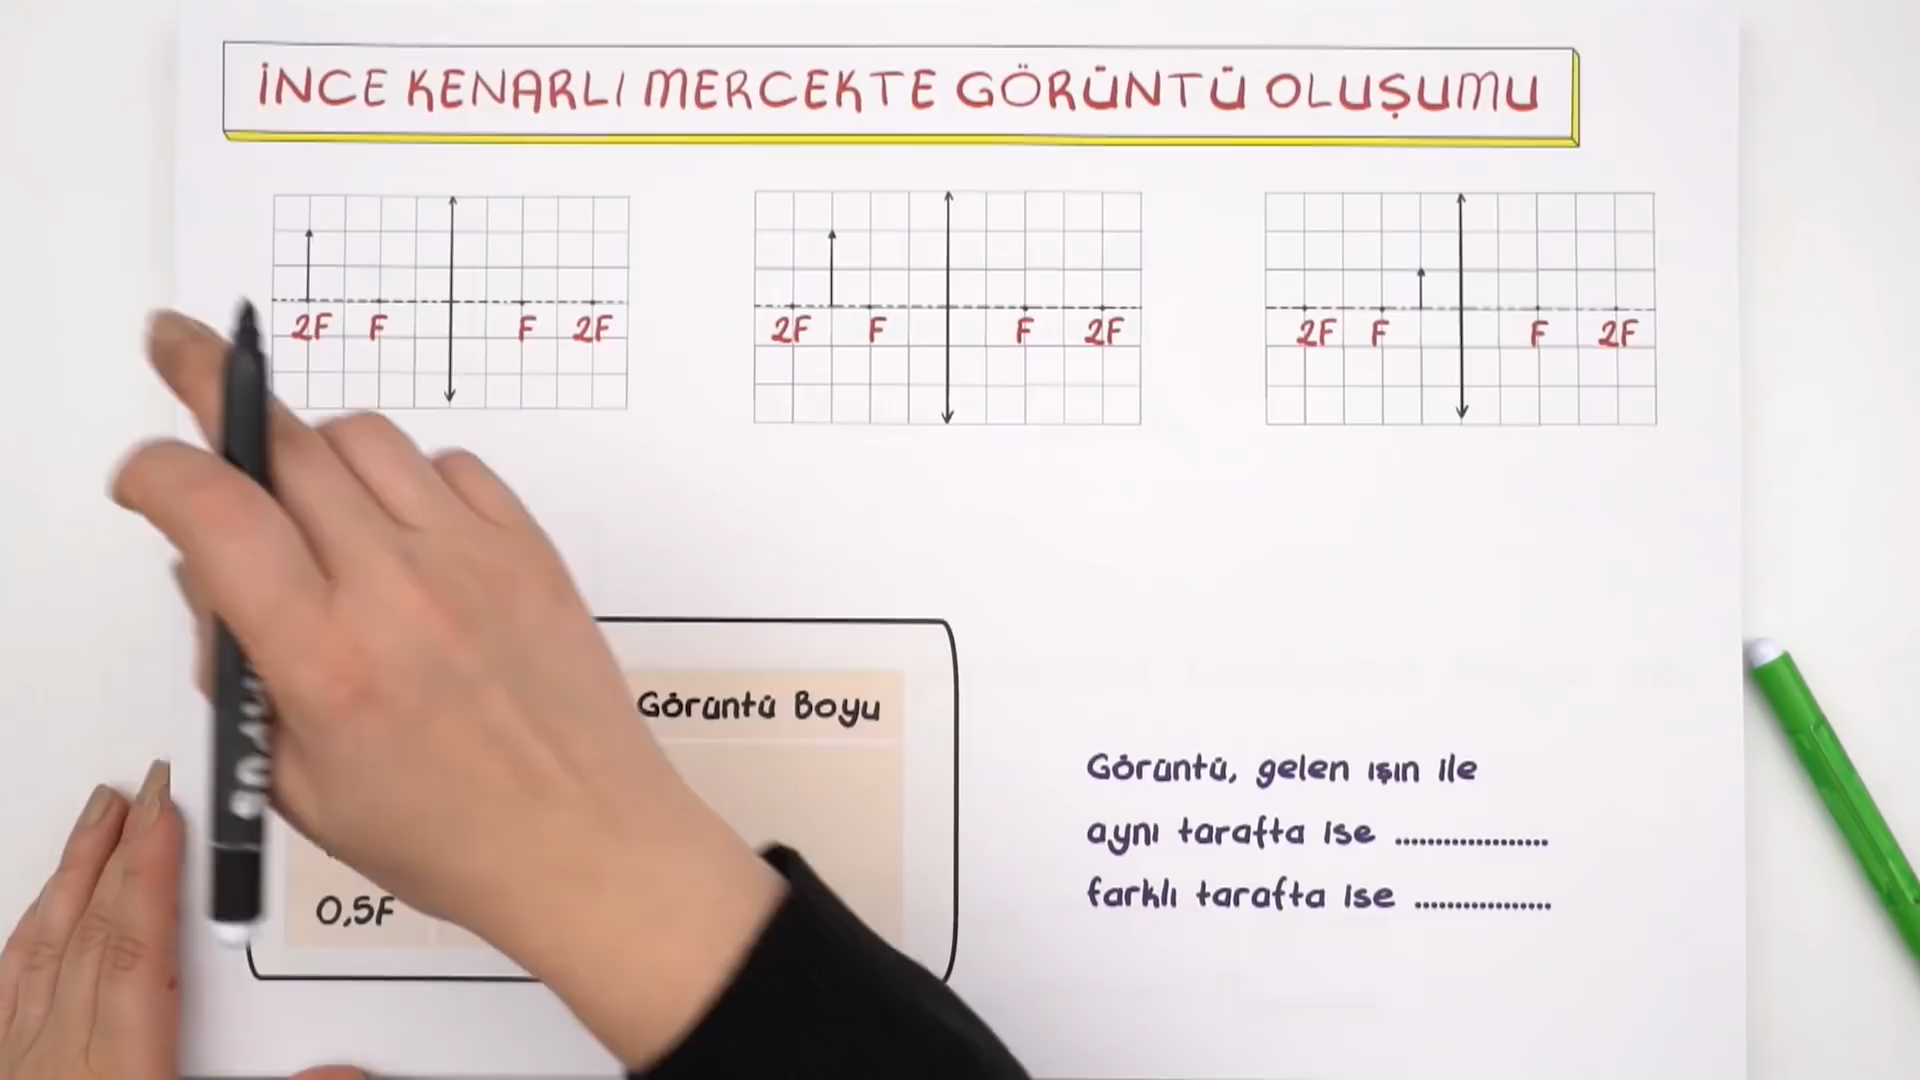 İNCE KENARLI MERCEKTE GÖRÜNTÜ OLUŞUMU
2F F F 2F
2F F F 2F
2F F F 2F
Görüntü Boyu
0,5F
Görüntü, gelen ışın ile
aynı tarafta ise ...................
farklı tarafta ise .................